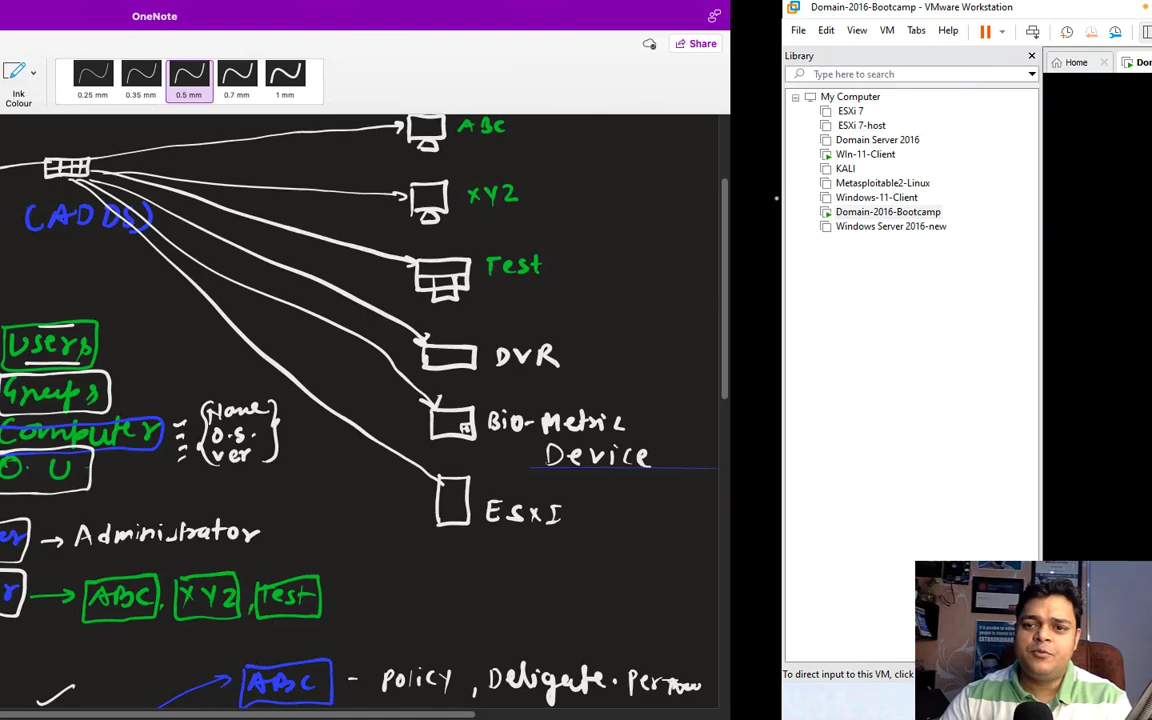 OneNote
Share
Ink
Colour
0.25 mm 0.35 mm 0.5 mm 0.7 mm 1 mm
ABC
XYZ
(ADDS)
Test
Users
DVR
Groups
Computer
Name
O.S.
ver
Bio-Metric
Device
O. U
ESXI
→ Administrator
→ ABC, XYZ, Test
ABC - Policy, Deligate.
Domain-2016-Bootcamp - VMware Workstation
File Edit View VM Tabs Help
Library
Home
Dor
Type here to search
My Computer
ESXi 7
ESXi 7-host
Domain Server 2016
WIn-11-Client
KALI
Metasploitable2-Linux
Windows-11-Client
Domain-2016-Bootcamp
Windows Server 2016-new
To direct input to this VM, click